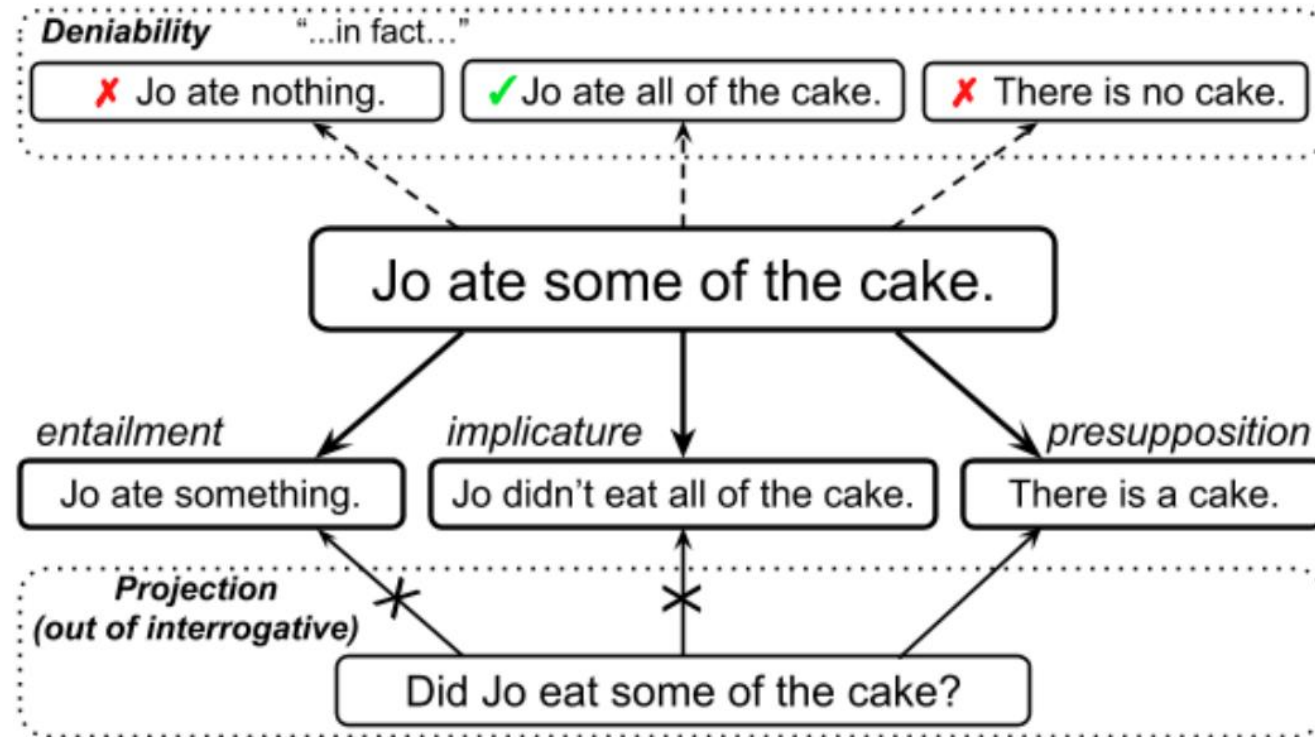 Deniability "...in fact..."
✗ Jo ate nothing. ✓ Jo ate all of the cake. ✗ There is no cake.
Jo ate some of the cake.
entailment implicature presupposition
Jo ate something. Jo didn't eat all of the cake. There is a cake.
Projection
(out of interrogative)
Did Jo eat some of the cake?